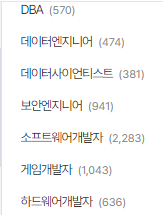 DBA (570)
데이터엔지니어 (474)
데이터사이언티스트 (381)
보안엔지니어 (941)
소프트웨어개발자 (2,283)
게임개발자 (1,043)
하드웨어개발자 (636)